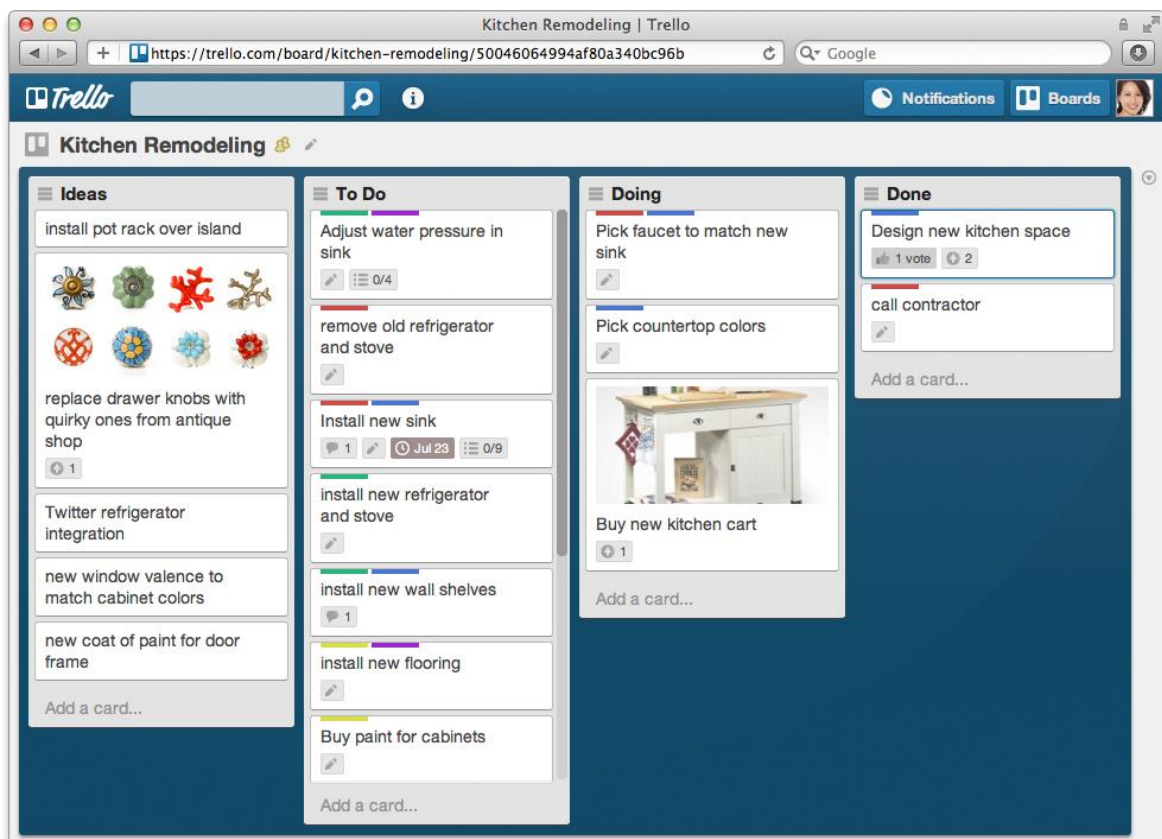 Kitchen Remodeling | Trello
https://trello.com/board/kitchen-remodeling/50046064994af80a340bc96b
Google
Trello
Notifications
Boards
Kitchen Remodeling
Ideas
install pot rack over island
replace drawer knobs with
quirky ones from antique
shop
1
Twitter refrigerator
integration
new window valence to
match cabinet colors
new coat of paint for door
frame
Add a card...
To Do
Adjust water pressure in
sink
0/4
remove old refrigerator
and stove
Install new sink
1 Jul 23 0/9
install new refrigerator
and stove
install new wall shelves
1
install new flooring
Buy paint for cabinets
Add a card...
Doing
Pick faucet to match new
sink
Pick countertop colors
Buy new kitchen cart
1
Add a card...
Done
Design new kitchen space
1 vote 2
call contractor
Add a card...